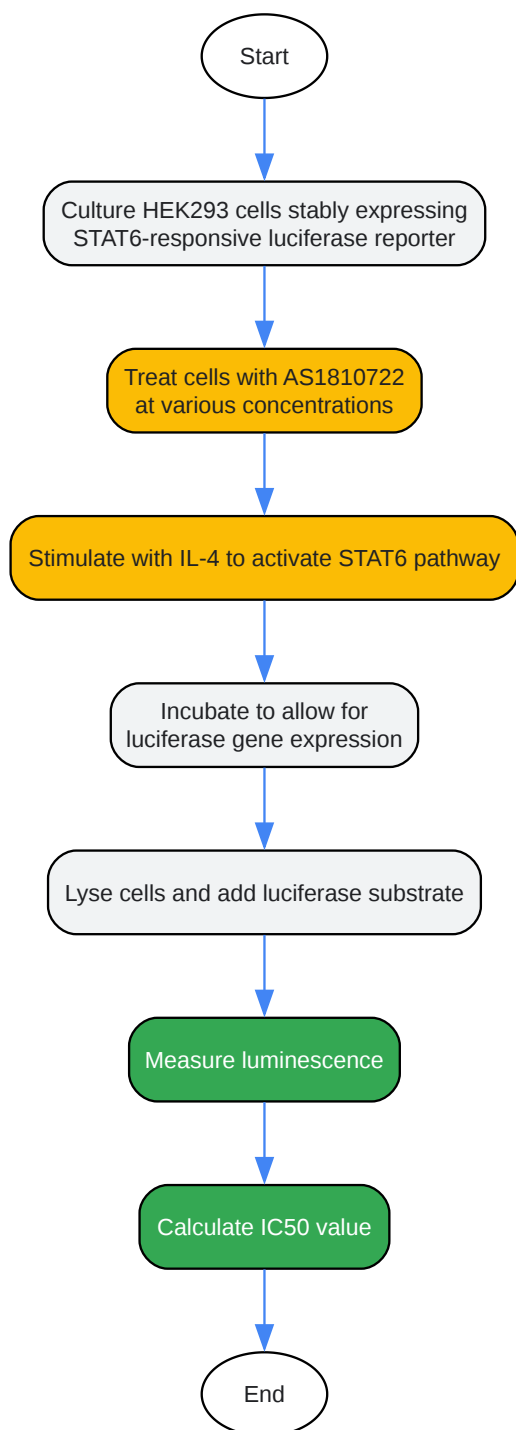 Start
Culture HEK293 cells stably expressing
STAT6-responsive luciferase reporter
Treat cells with AS1810722
at various concentrations
Stimulate with IL-4 to activate STAT6 pathway
Incubate to allow for
luciferase gene expression
Lyse cells and add luciferase substrate
Measure luminescence
Calculate IC50 value
End